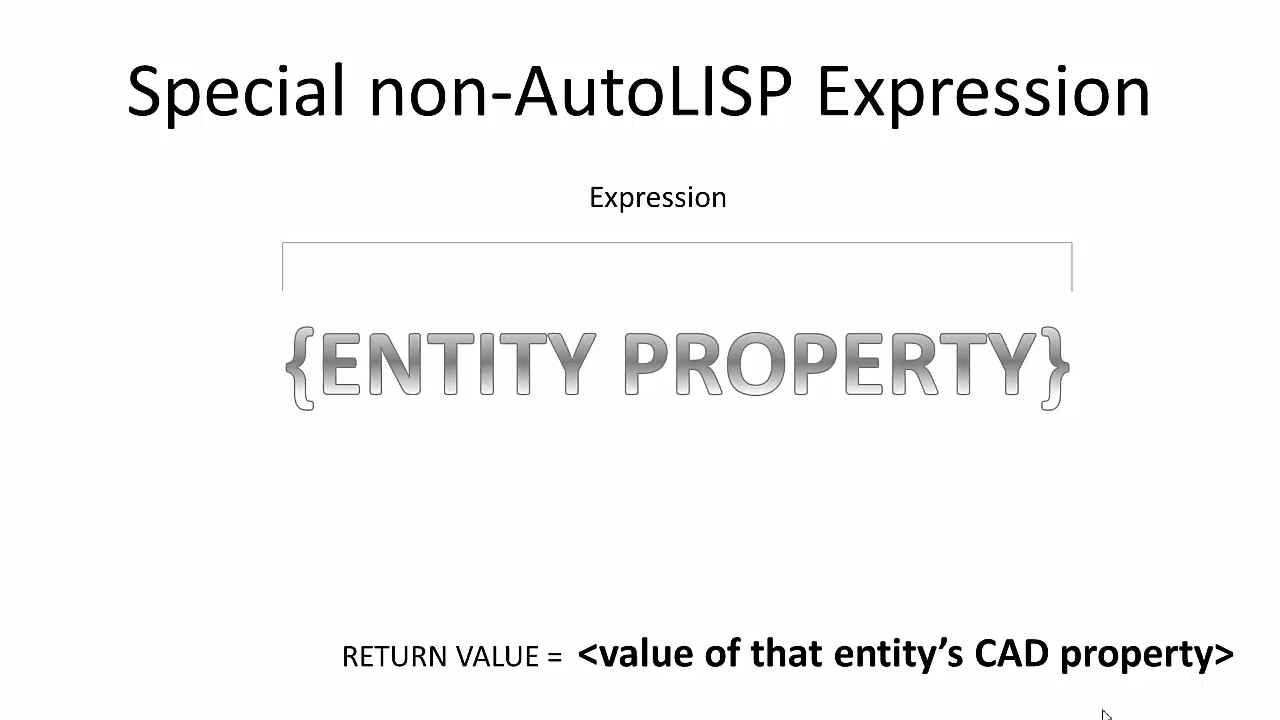 Special non-AutoLISP Expression
Expression
{ENTITY PROPERTY}
RETURN VALUE = <value of that entity’s CAD property>